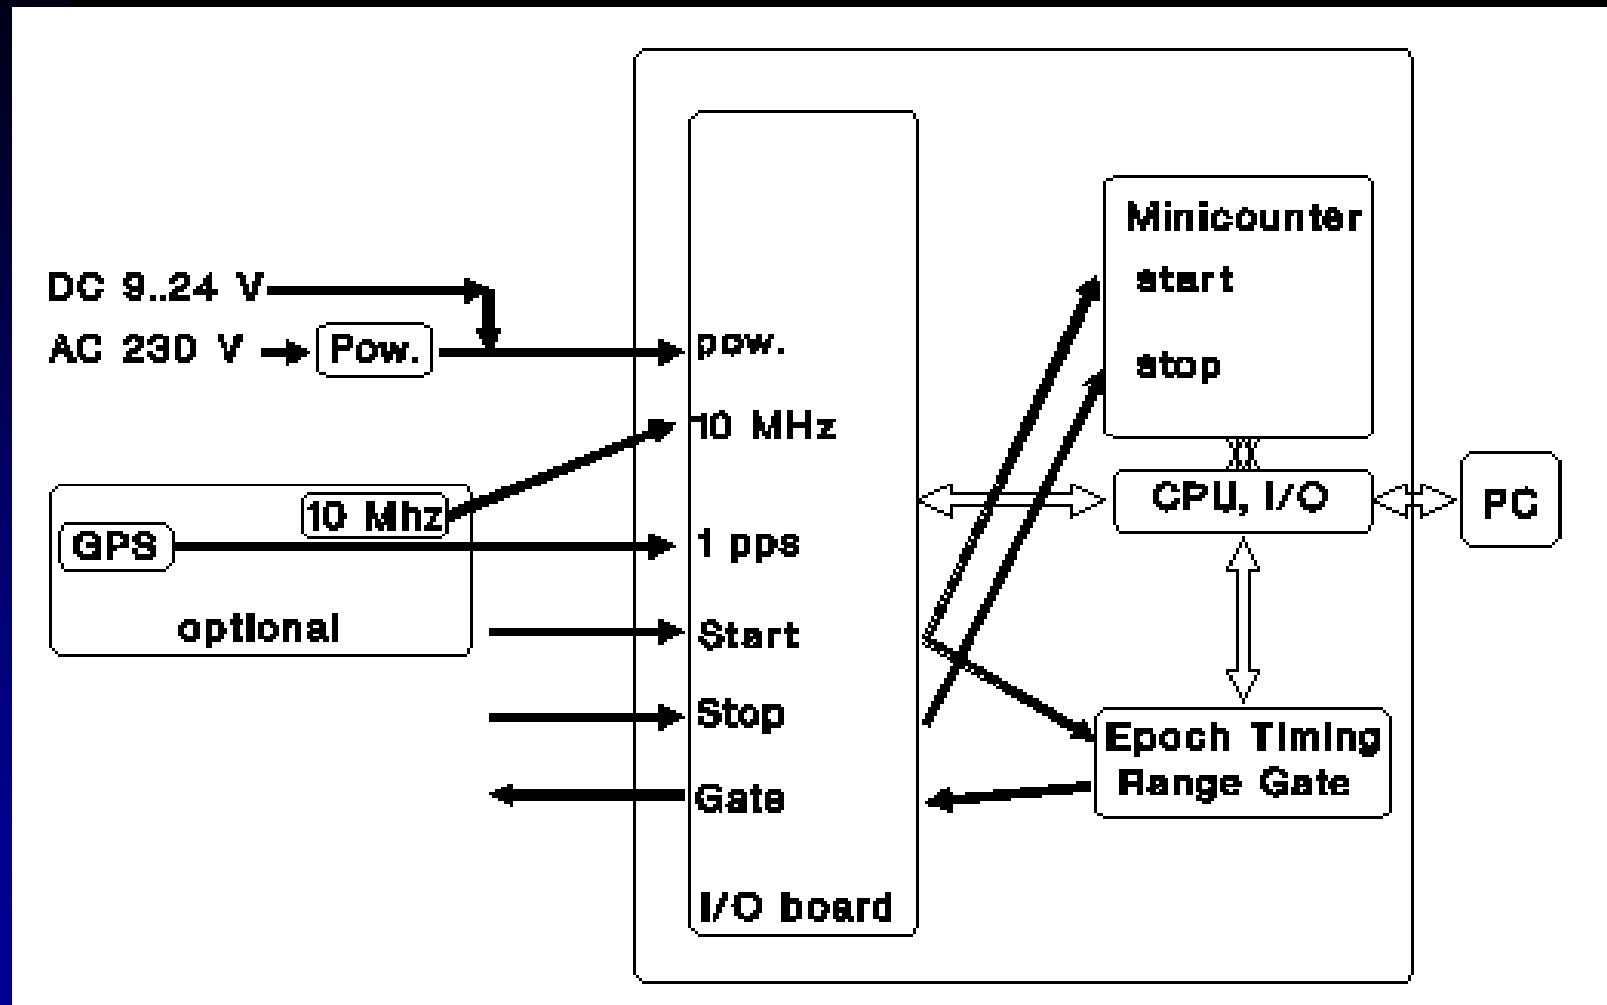 DC 9..24 V
AC 230 V
Pow.
GPS
10 Mhz
optional
pow.
10 MHz
1 pps
Start
Stop
Gate
I/O board
Minicounter
start
stop
CPU, I/O
PC
Epoch Timing
Range Gate